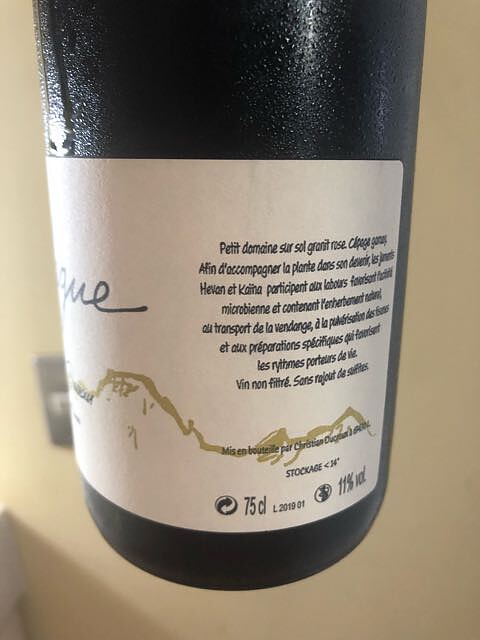 gue
Petit domaine sur sol granit rose. Cépage gamay.
Afin d'accompagner la plante dans son devenir, les juments
Hevan et Kaïna participent aux labours favorisant l'activité
microbienne et contenant l'enherbement naturel,
au transport de la vendange, à la pulvérisation des tisanes
et aux préparations spécifiques qui favorisent
les rythmes porteurs de vie.
Vin non filtré. Sans rajout de sulfites.
Mis en bouteille par Christian Ducroux à
STOCKAGE < 14°
75 cl L 2019 01 11% vol.